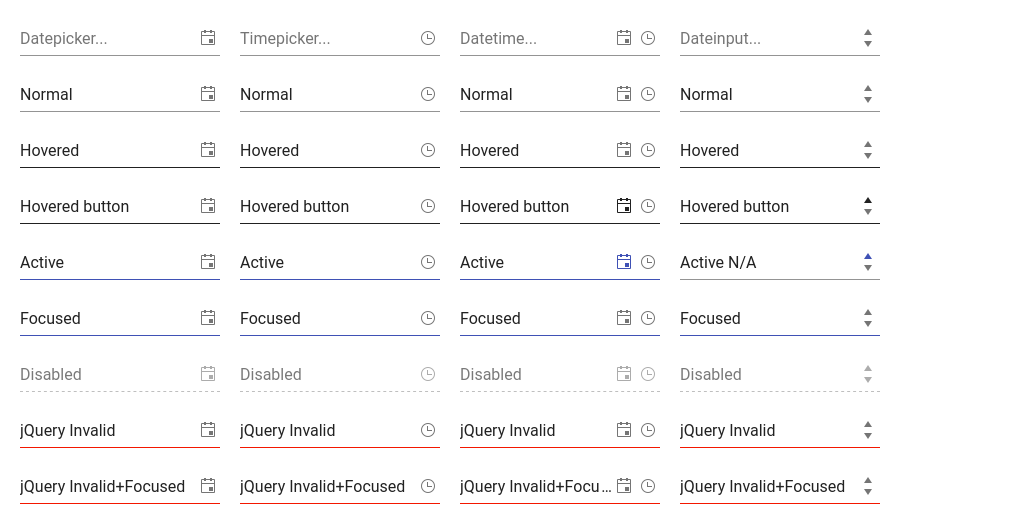 Datepicker... Timepicker... Datetime... Dateinput...
Normal Normal Normal Normal
Hovered Hovered Hovered Hovered
Hovered button Hovered button Hovered button Hovered button
Active Active Active Active N/A
Focused Focused Focused Focused
Disabled Disabled Disabled Disabled
jQuery Invalid jQuery Invalid jQuery Invalid jQuery Invalid
jQuery Invalid+Focused jQuery Invalid+Focused jQuery Invalid+Focu... jQuery Invalid+Focused